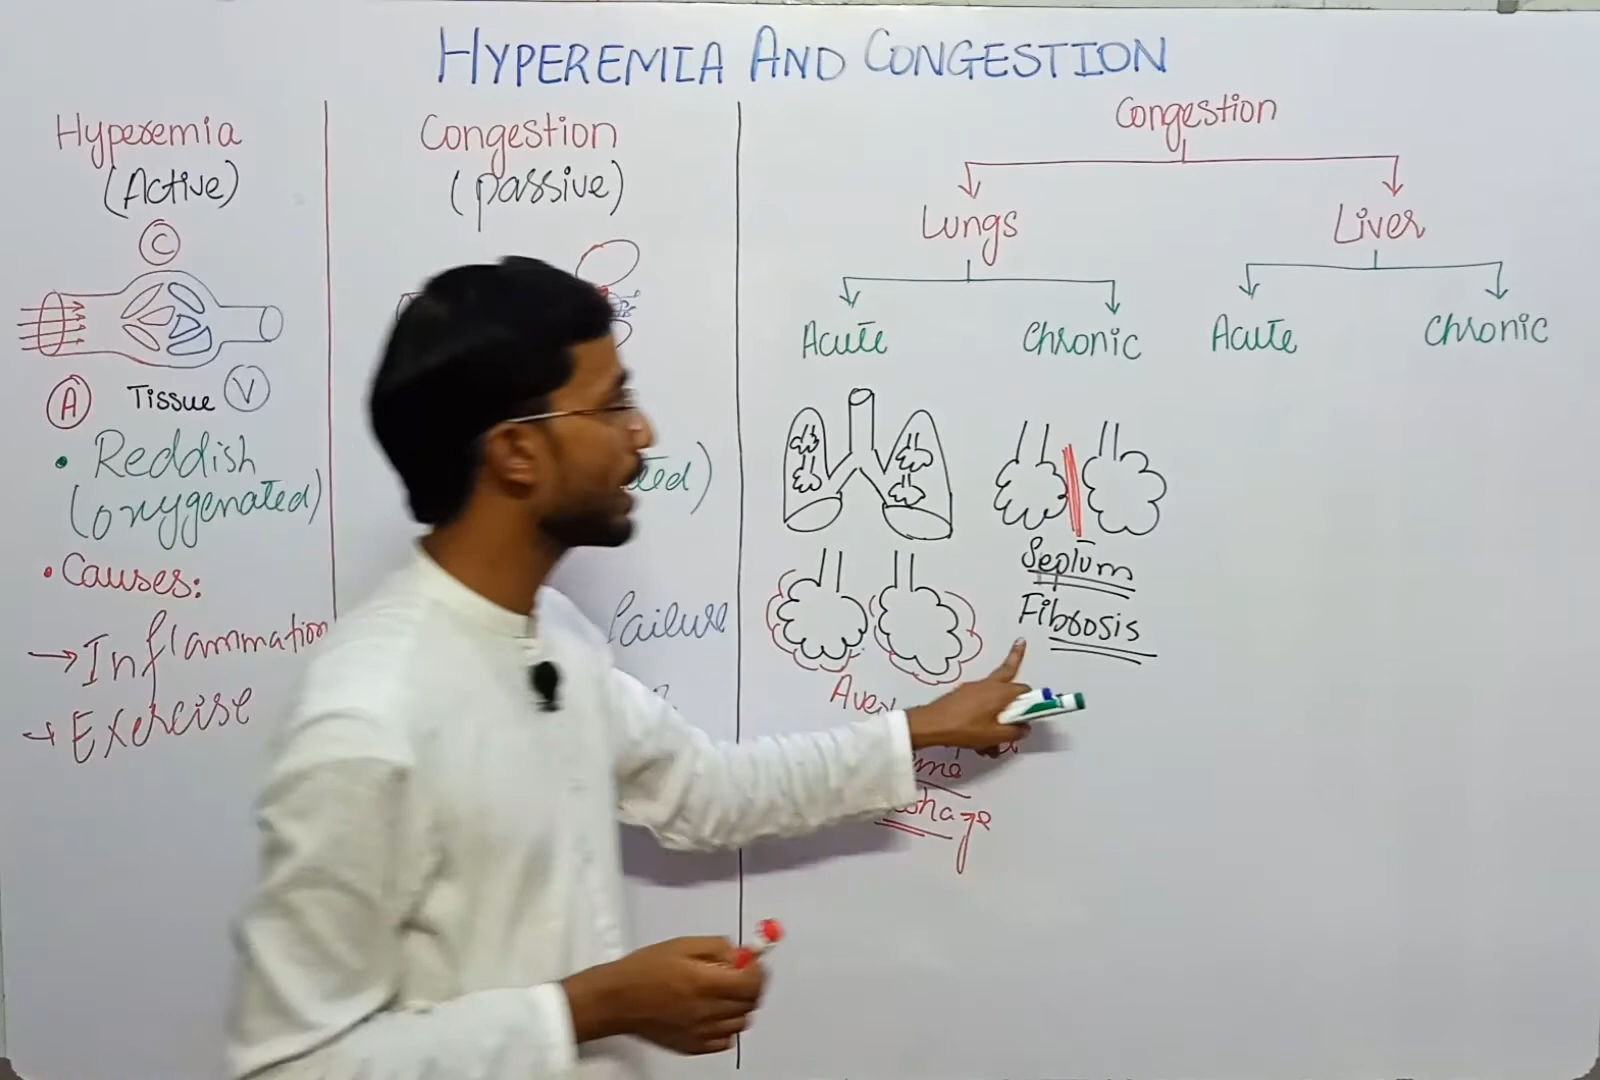 HYPEREMIA AND CONGESTION
Hyperemia
(Active)
C
A
Tissue
V
• Reddish
(oxygenated)
• Causes:
→ Inflammation
→ Exercise
Congestion
(passive)
failure
Congestion
Lungs
Liver
Acute
Chronic
Acute
Chronic
Septum
Fibrosis